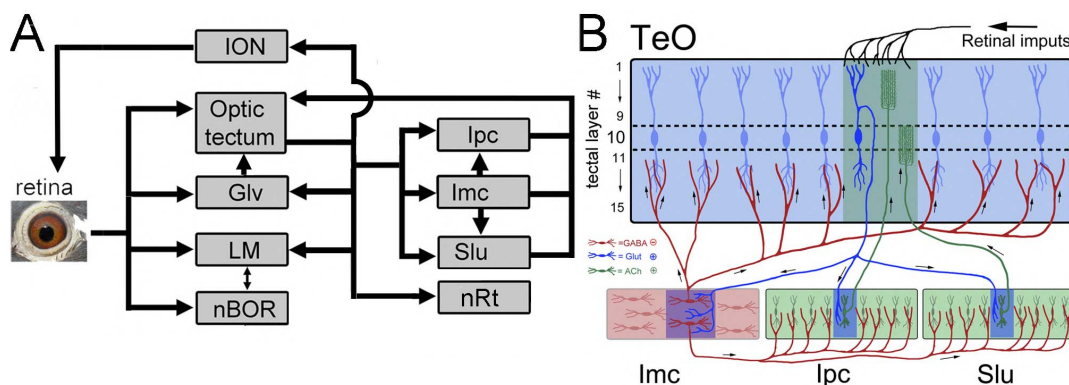 A
ION
Optic
tectum
Glv
retina
LM
nBOR
Ipc
Imc
Slu
nRt
B TeO
Retinal imputs
1
9
10
11
15
tectal layer #
=GABA ⊖
= Glut ⊕
= ACh ⊕
Imc Ipc Slu